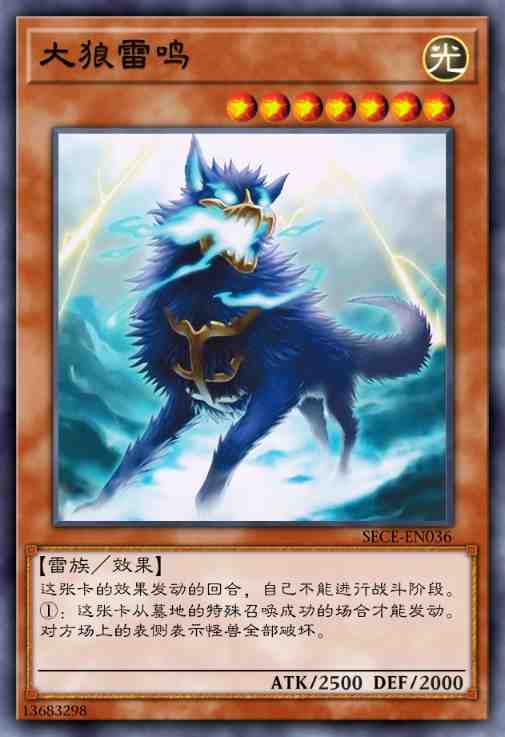 大狼雷鸣
光
SECE-EN036
【雷族／效果】
这张卡的效果发动的回合，自己不能进行战斗阶段。
①：这张卡从墓地的特殊召唤成功的场合才能发动。
对方场上的表侧表示怪兽全部破坏。
ATK/2500 DEF/2000
13683298